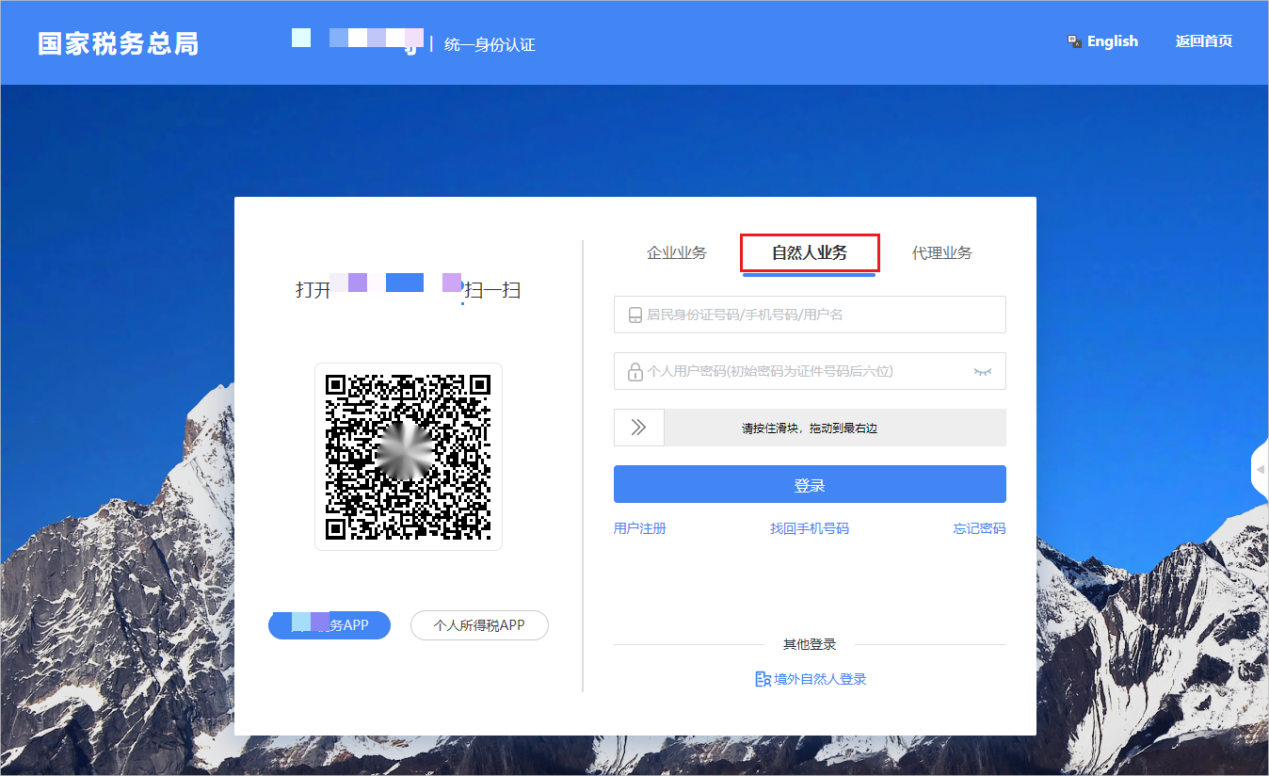 国家税务总局
| 统一身份认证
English
返回首页
打开
扫一扫
务APP
个人所得税APP
企业业务
自然人业务
代理业务
居民身份证号码/手机号码/用户名
个人用户密码(初始密码为证件号码后六位)
请按住滑块，拖动到最右边
登录
用户注册
找回手机号码
忘记密码
其他登录
境外自然人登录